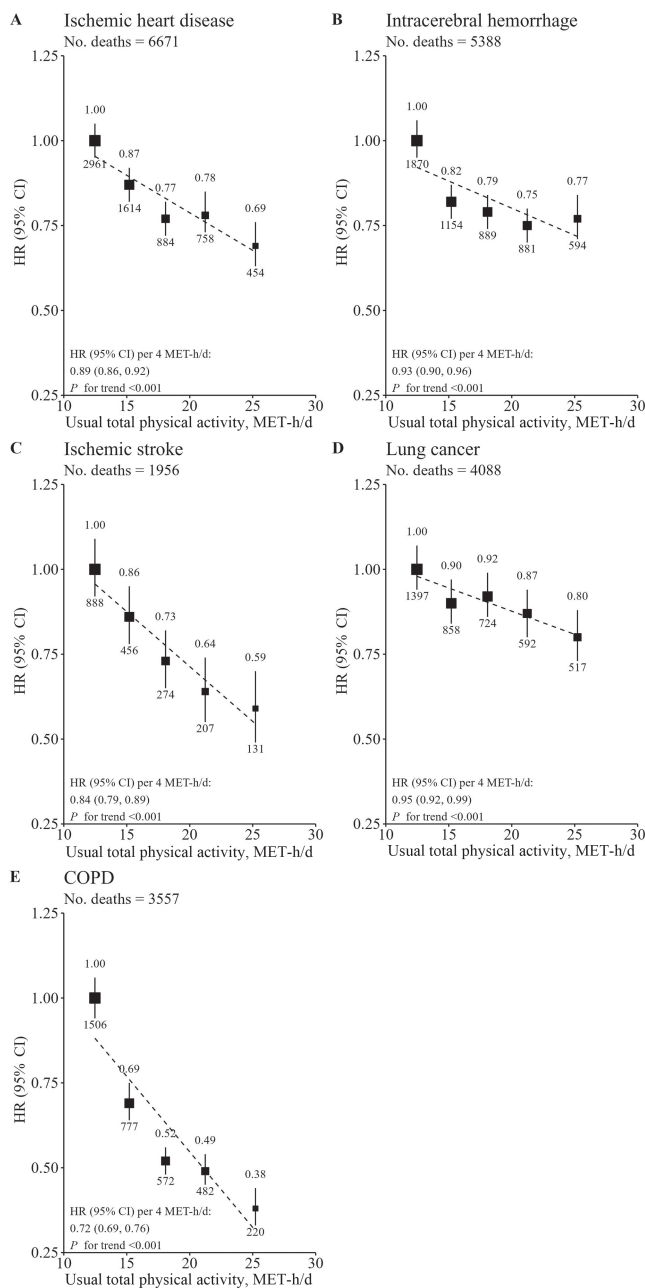 A Ischemic heart disease
No. deaths = 6671
HR (95% CI)
1.25
1.00
0.75
0.50
0.25
1.00
2961
0.87
1614
0.77
884
0.78
758
0.69
454
HR (95% CI) per 4 MET-h/d:
0.89 (0.86, 0.92)
P for trend <0.001
10 15 20 25 30
Usual total physical activity, MET-h/d
B Intracerebral hemorrhage
No. deaths = 5388
HR (95% CI)
1.25
1.00
0.75
0.50
0.25
1.00
1870
0.82
1154
0.79
889
0.75
881
0.77
594
HR (95% CI) per 4 MET-h/d:
0.93 (0.90, 0.96)
P for trend <0.001
10 15 20 25 30
Usual total physical activity, MET-h/d
C Ischemic stroke
No. deaths = 1956
HR (95% CI)
1.25
1.00
0.75
0.50
0.25
1.00
888
0.86
456
0.73
274
0.64
207
0.59
131
HR (95% CI) per 4 MET-h/d:
0.84 (0.79, 0.89)
P for trend <0.001
10 15 20 25 30
Usual total physical activity, MET-h/d
D Lung cancer
No. deaths = 4088
HR (95% CI)
1.25
1.00
0.75
0.50
0.25
1.00
1397
0.90
858
0.92
724
0.87
592
0.80
517
HR (95% CI) per 4 MET-h/d:
0.95 (0.92, 0.99)
P for trend <0.001
10 15 20 25 30
Usual total physical activity, MET-h/d
E COPD
No. deaths = 3557
HR (95% CI)
1.25
1.00
0.75
0.50
0.25
1.00
1506
0.69
777
0.52
572
0.49
482
0.38
220
HR (95% CI) per 4 MET-h/d:
0.72 (0.69, 0.76)
P for trend <0.001
10 15 20 25 30
Usual total physical activity, MET-h/d